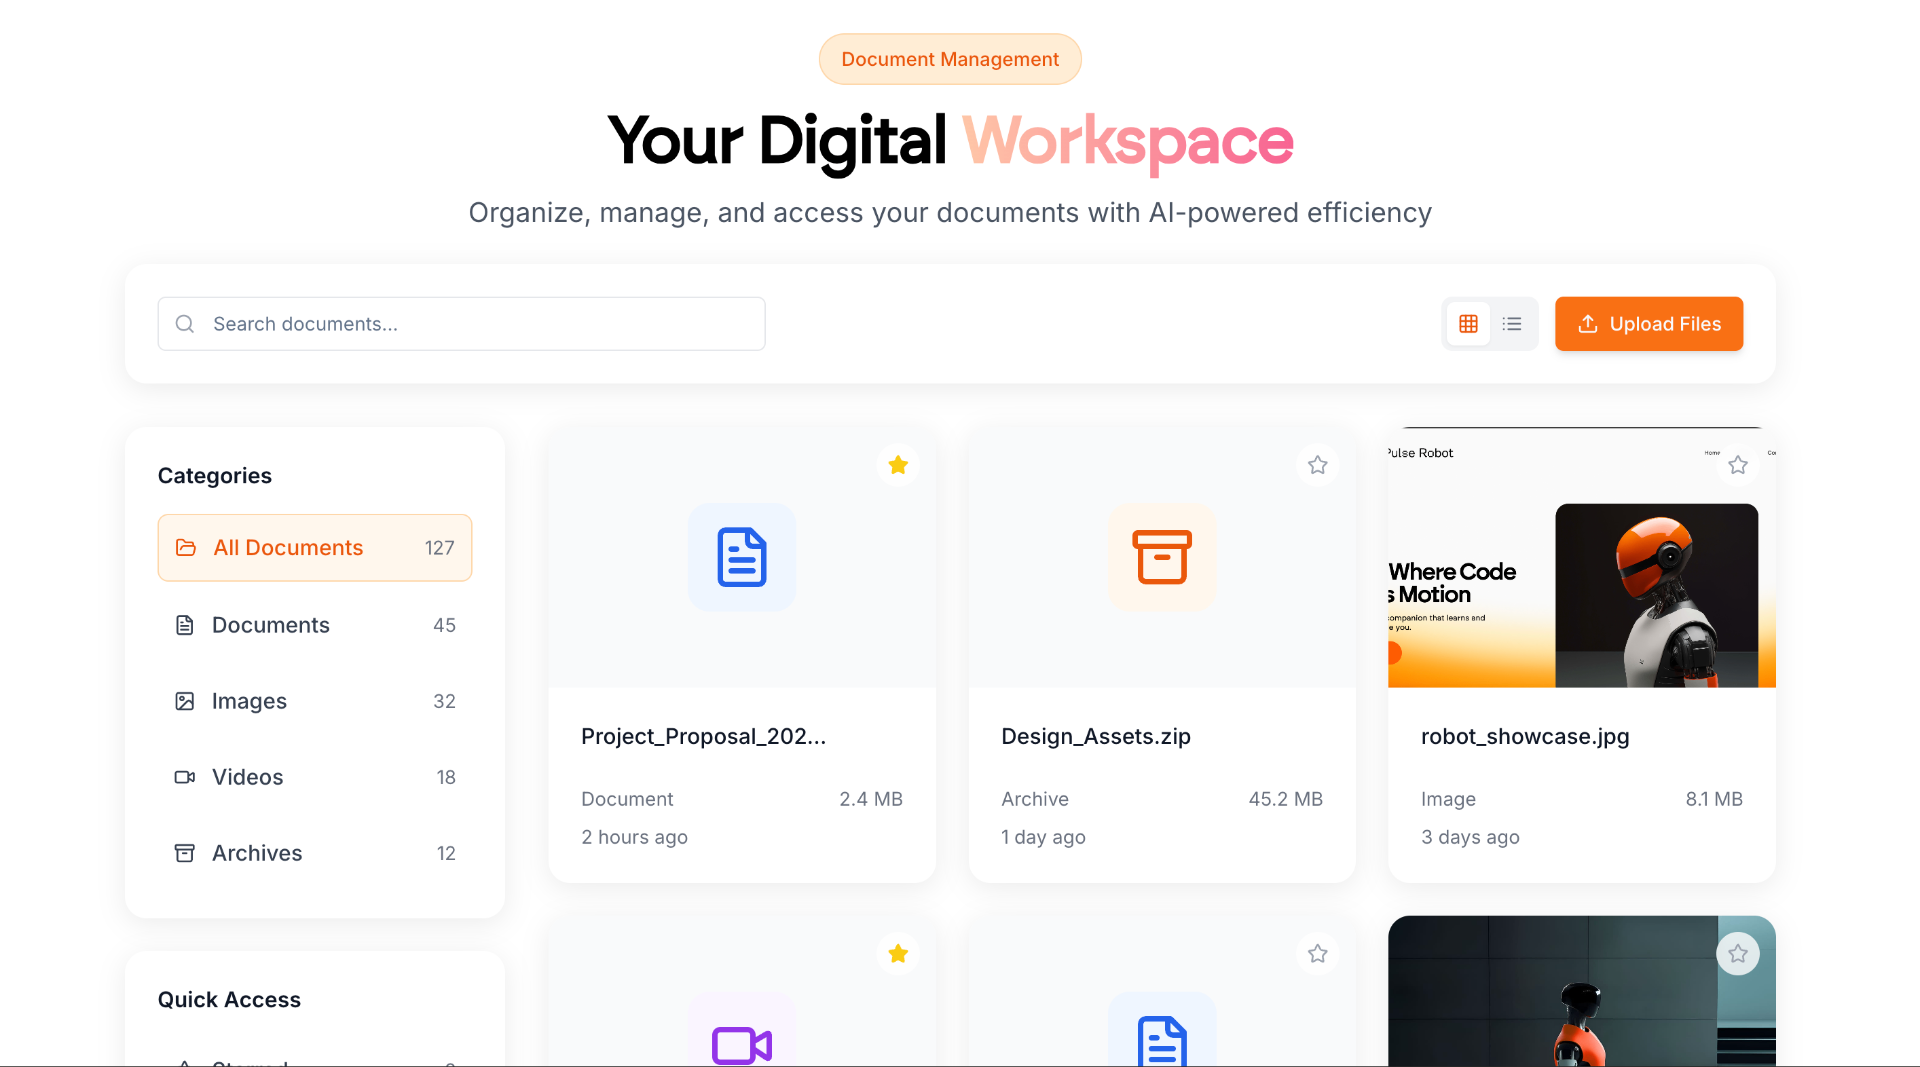 Document Management
Your Digital Workspace
Organize, manage, and access your documents with AI-powered efficiency
Search documents...
Upload Files
Categories
All Documents 127
Documents 45
Images 32
Videos 18
Archives 12
Quick Access
Project_Proposal_202...
Document 2.4 MB
2 hours ago
Design_Assets.zip
Archive 45.2 MB
1 day ago
Pulse Robot
Home
Where Code
s Motion
companion that learns and
e you.
robot_showcase.jpg
Image 8.1 MB
3 days ago